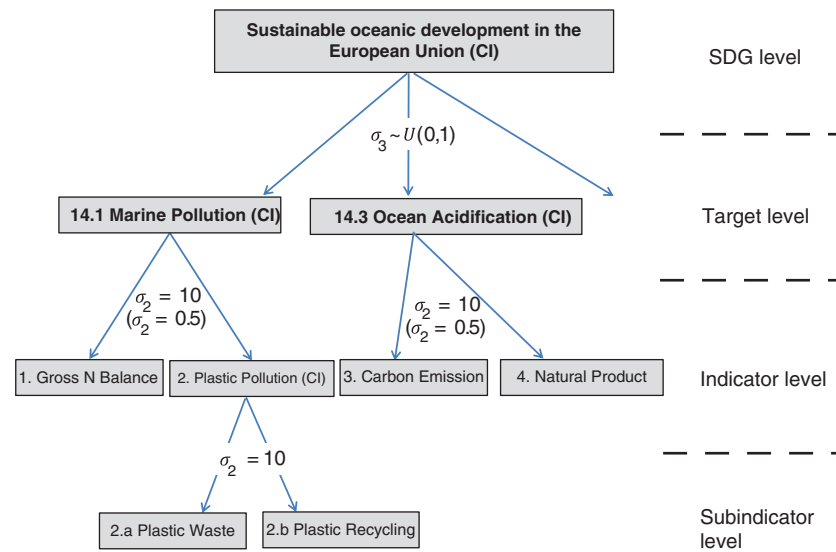 Sustainable oceanic development in the
European Union (CI)
SDG level
σ₃ ~ U(0,1)
14.1 Marine Pollution (CI)
14.3 Ocean Acidification (CI)
Target level
σ₂ = 10
(σ₂ = 0.5)
σ₂ = 10
(σ₂ = 0.5)
1. Gross N Balance
2. Plastic Pollution (CI)
3. Carbon Emission
4. Natural Product
Indicator level
σ₂ = 10
2.a Plastic Waste
2.b Plastic Recycling
Subindicator
level